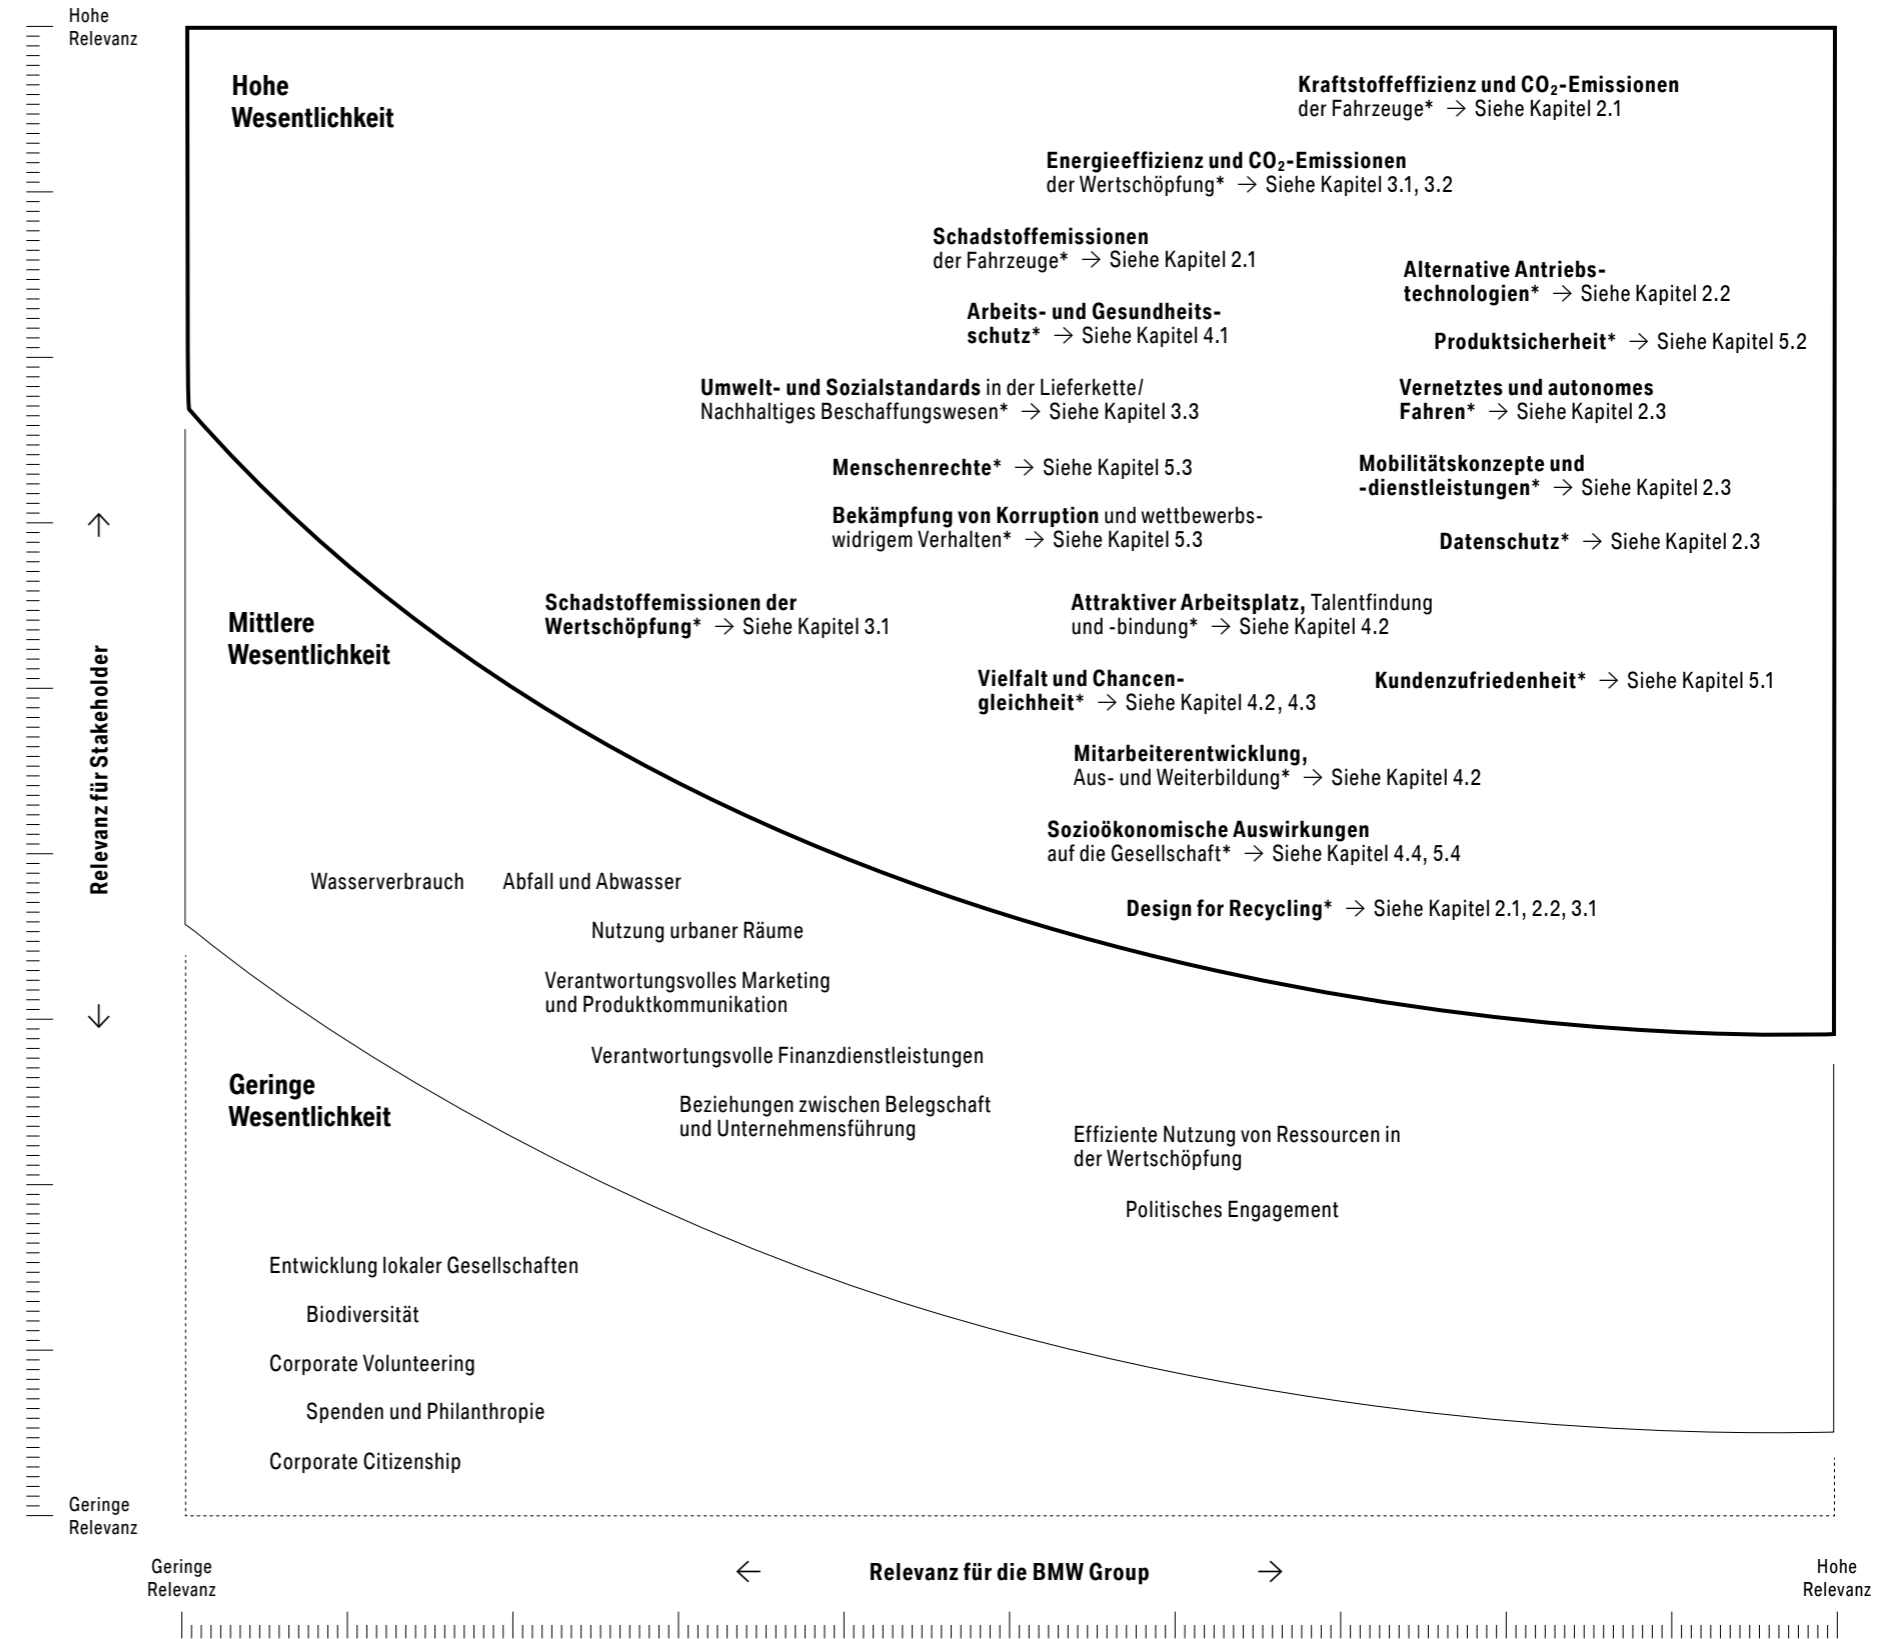 Hohe
Relevanz
Hohe
Wesentlichkeit
Kraftstoffeffizienz und CO₂-Emissionen
der Fahrzeuge* → Siehe Kapitel 2.1
Energieeffizienz und CO₂-Emissionen
der Wertschöpfung* → Siehe Kapitel 3.1, 3.2
Schadstoffemissionen
der Fahrzeuge* → Siehe Kapitel 2.1
Alternative Antriebs-
technologien* → Siehe Kapitel 2.2
Arbeits- und Gesundheits-
schutz* → Siehe Kapitel 4.1
Produktsicherheit* → Siehe Kapitel 5.2
Umwelt- und Sozialstandards in der Lieferkette/
Nachhaltiges Beschaffungswesen* → Siehe Kapitel 3.3
Vernetztes und autonomes
Fahren* → Siehe Kapitel 2.3
Menschenrechte* → Siehe Kapitel 5.3
Mobilitätskonzepte und
-dienstleistungen* → Siehe Kapitel 2.3
Bekämpfung von Korruption und wettbewerbs-
widrigem Verhalten* → Siehe Kapitel 5.3
Datenschutz* → Siehe Kapitel 2.3
Mittlere
Wesentlichkeit
Schadstoffemissionen der
Wertschöpfung* → Siehe Kapitel 3.1
Attraktiver Arbeitsplatz, Talentfindung
und -bindung* → Siehe Kapitel 4.2
Vielfalt und Chancen-
gleichheit* → Siehe Kapitel 4.2, 4.3
Kundenzufriedenheit* → Siehe Kapitel 5.1
Mitarbeiterentwicklung,
Aus- und Weiterbildung* → Siehe Kapitel 4.2
Sozioökonomische Auswirkungen
auf die Gesellschaft* → Siehe Kapitel 4.4, 5.4
Relevanz für Stakeholder
Wasserverbrauch
Abfall und Abwasser
Design for Recycling* → Siehe Kapitel 2.1, 2.2, 3.1
Nutzung urbaner Räume
Verantwortungsvolles Marketing
und Produktkommunikation
Verantwortungsvolle Finanzdienstleistungen
Geringe
Wesentlichkeit
Beziehungen zwischen Belegschaft
und Unternehmensführung
Effiziente Nutzung von Ressourcen in
der Wertschöpfung
Politisches Engagement
Entwicklung lokaler Gesellschaften
Biodiversität
Corporate Volunteering
Spenden und Philanthropie
Corporate Citizenship
Geringe
Relevanz
Geringe
Relevanz
← Relevanz für die BMW Group →
Hohe
Relevanz